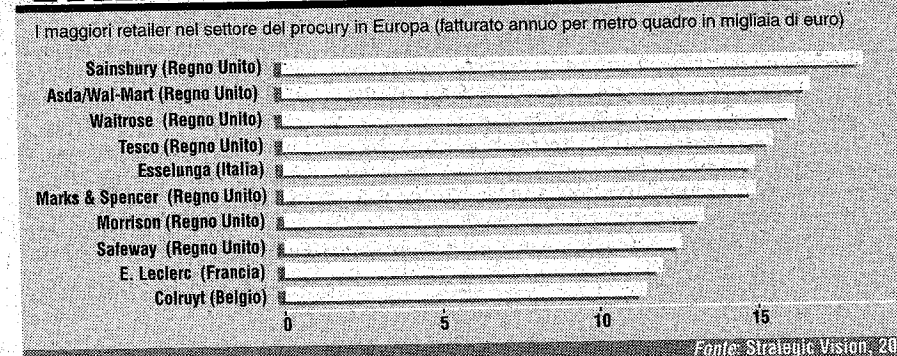 I maggiori retailer nel settore del procury in Europa (fatturato annuo per metro quadro in migliaia di euro)
Sainsbury (Regno Unito)
Asda/Wal-Mart (Regno Unito)
Waitrose (Regno Unito)
Tesco (Regno Unito)
Esselunga (Italia)
Marks & Spencer (Regno Unito)
Morrison (Regno Unito)
Safeway (Regno Unito)
E. Leclerc (Francia)
Colruyt (Belgio)
0 5 10 15
Fonte: Strategic Vision, 20